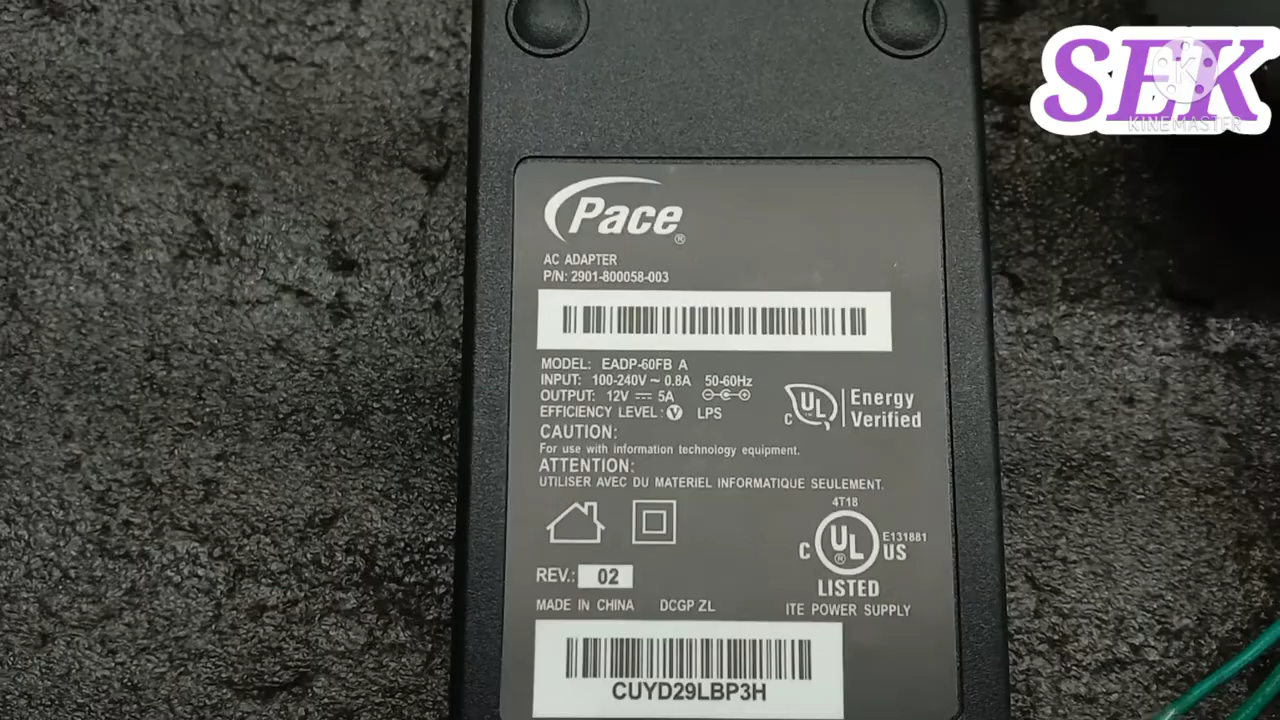 SEK
KINEMASTER
Pace®
AC ADAPTER
P/N: 2901-800058-003
MODEL: EADP-60FB A
INPUT: 100-240V ~ 0.8A 50-60Hz
OUTPUT: 12V ⎓ 5A
EFFICIENCY LEVEL: V LPS
c UL Energy Verified
CAUTION:
For use with information technology equipment.
ATTENTION:
UTILISER AVEC DU MATERIEL INFORMATIQUE SEULEMENT.
4T18
C UL® US E131881
LISTED
ITE POWER SUPPLY
REV.: 02
MADE IN CHINA DCGP ZL
CUYD29LBP3H